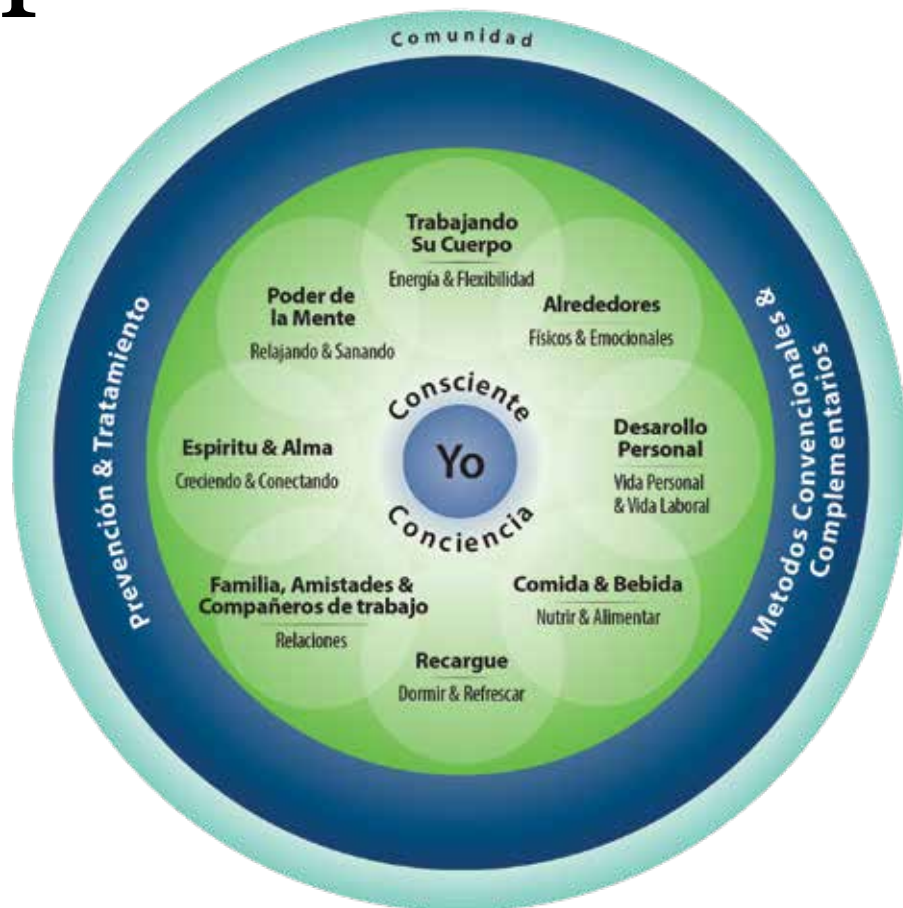 Comunidad
Prevención & Tratamiento
Metodos Convencionales &
Complementarios
Trabajando
Su Cuerpo
Energía & Flexibilidad
Alrededores
Físicos & Emocionales
Desarollo
Personal
Vida Personal
& Vida Laboral
Comida & Bebida
Nutrir & Alimentar
Recargue
Dormir & Refrescar
Familia, Amistades &
Compañeros de trabajo
Relaciones
Espiritu & Alma
Creciendo & Conectando
Poder de
la Mente
Relajando & Sanando
Consciente
Yo
Conciencia